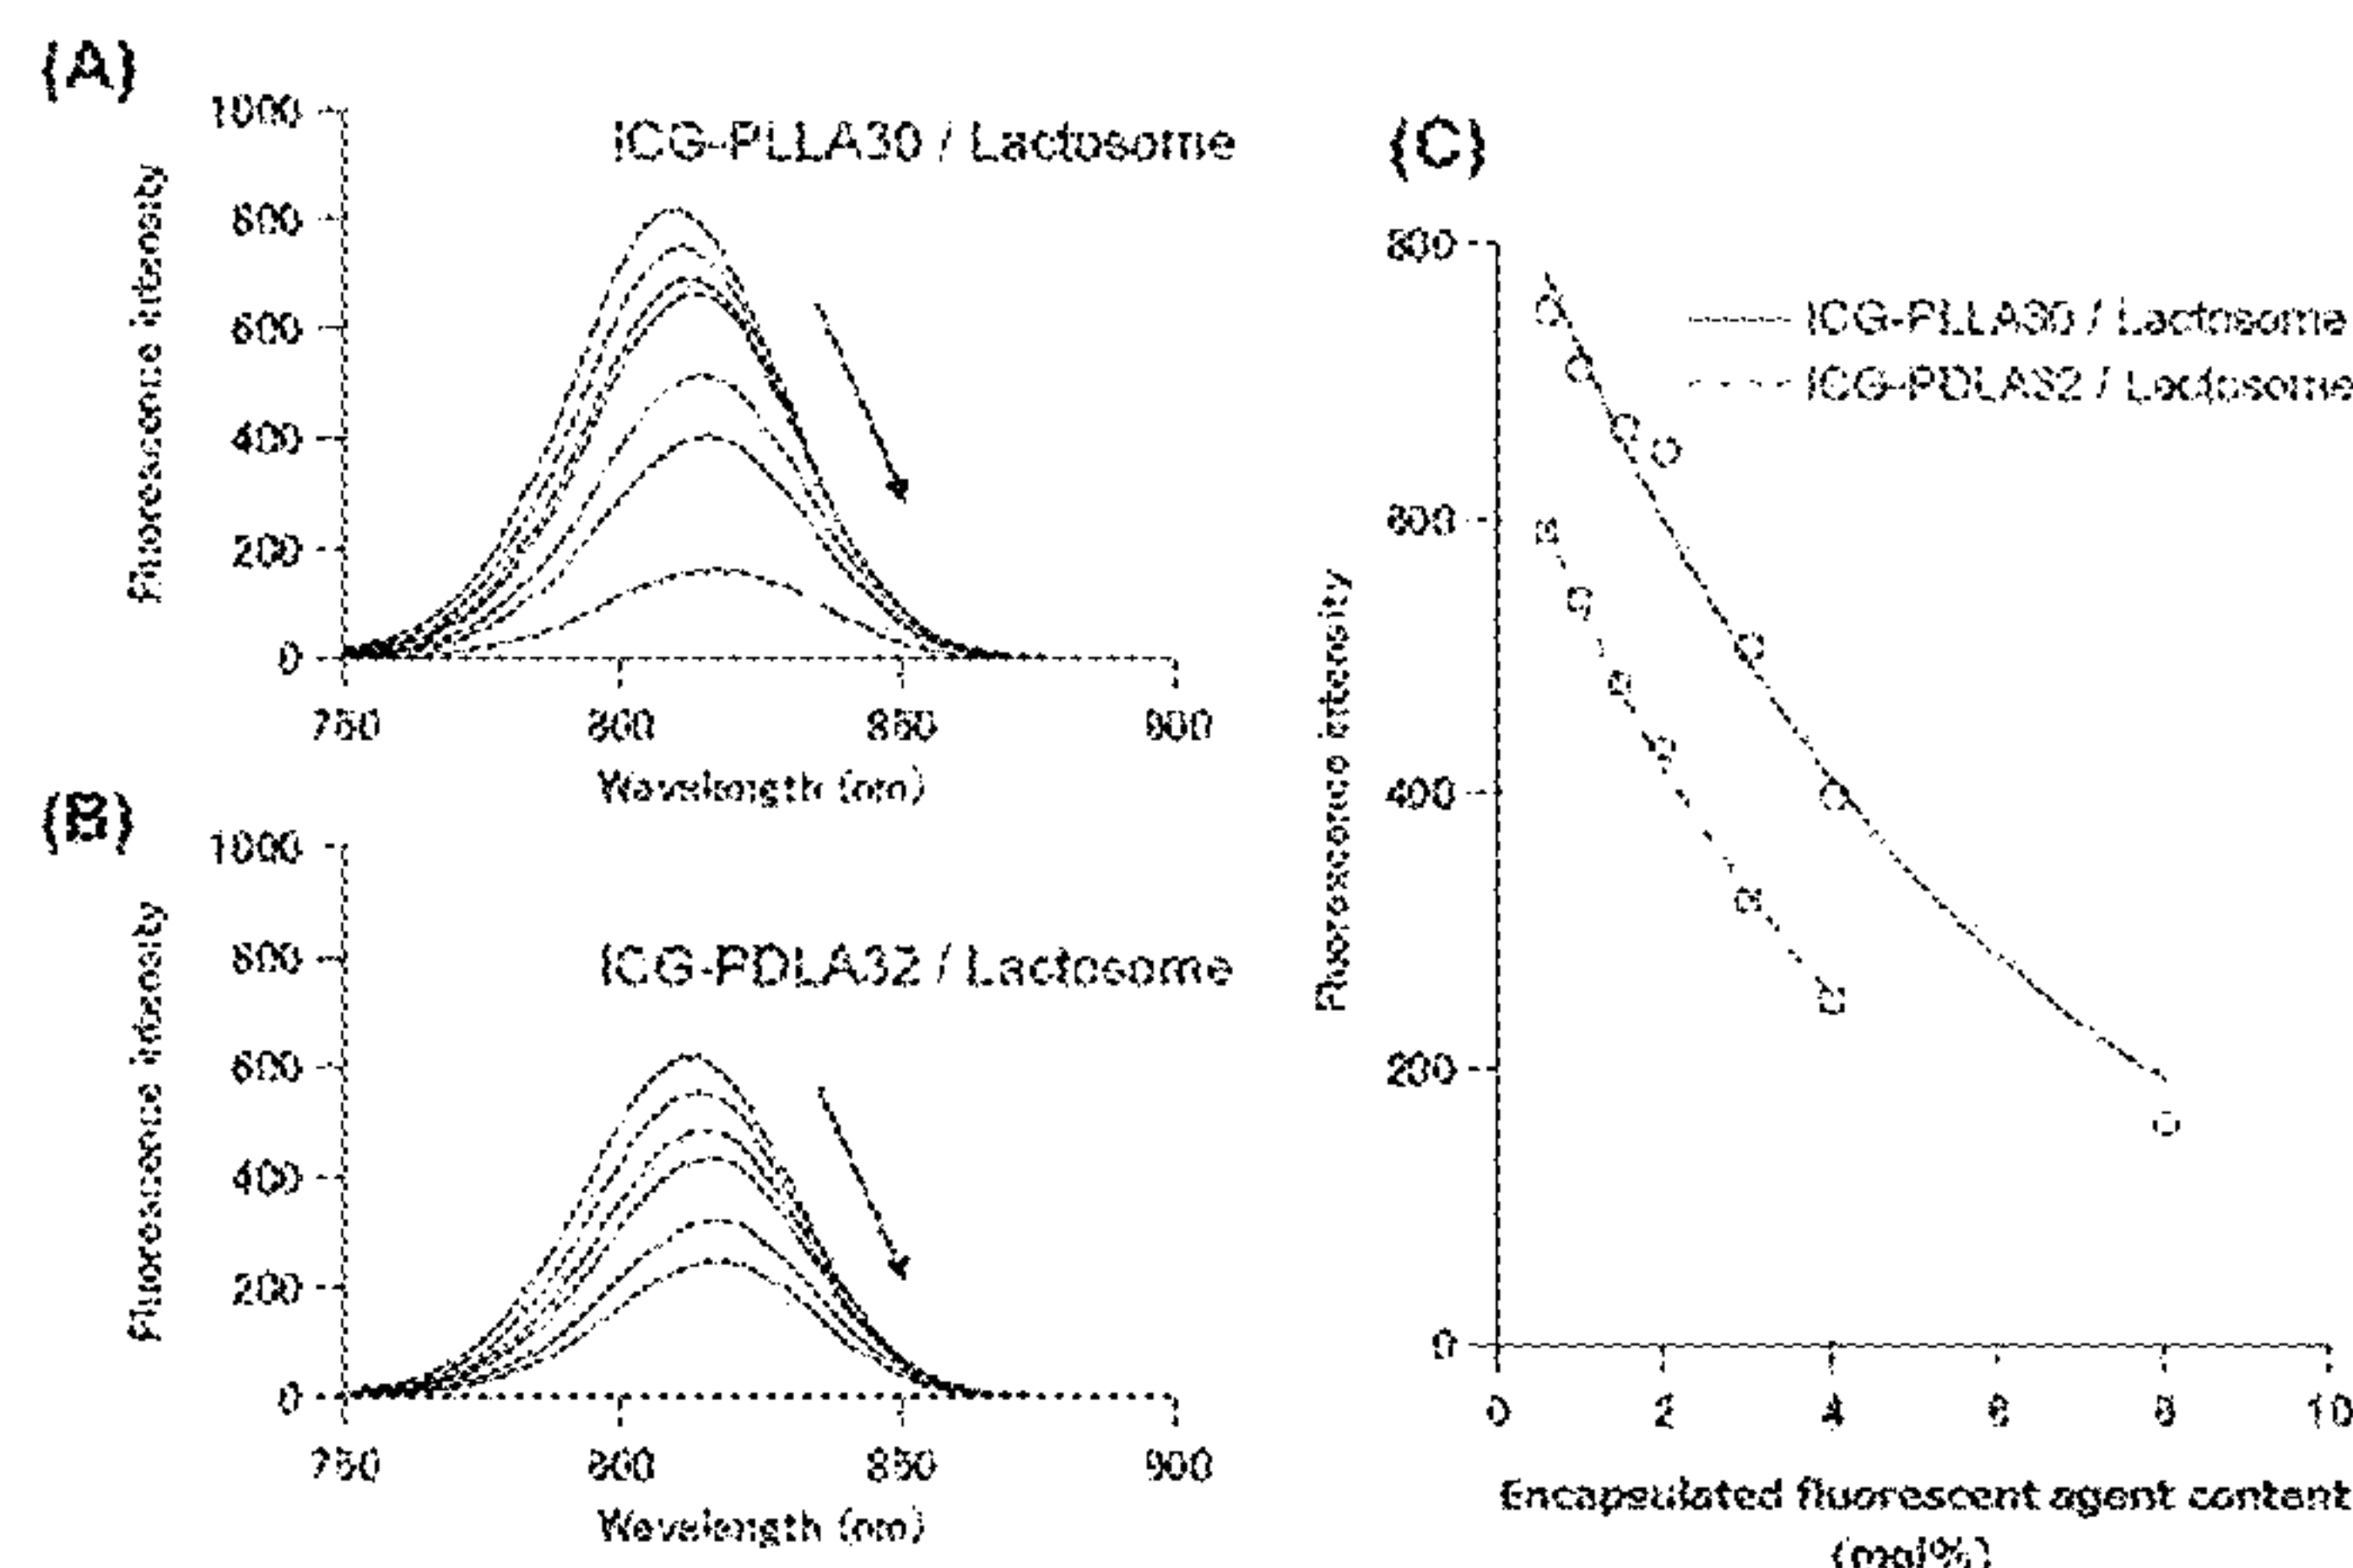 (A)
1000
ICG-PLLA30 / Lactosome
800
600
400
200
0
Fluorescence intensity
750 800 850 900
Wavelength (nm)
(B)
1000
800
ICG-PDLA32 / Lactosome
600
400
200
0
Fluorescence intensity
750 800 850 900
Wavelength (nm)
(C)
800
ICG-PLLA30 / Lactosome
ICG-PDLA32 / Lactosome
600
400
200
0
Fluorescence intensity
0 2 4 6 8 10
Encapsulated fluorescent agent content
(mol%)